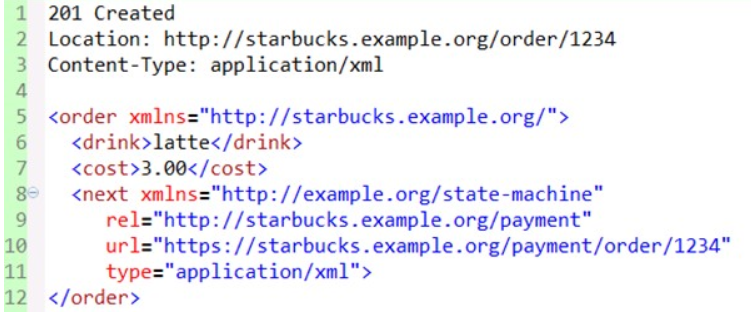 1 201 Created
2 Location: http://starbucks.example.org/order/1234
3 Content-Type: application/xml
4
5 <order xmlns="http://starbucks.example.org/">
6 <drink>latte</drink>
7 <cost>3.00</cost>
8 <next xmlns="http://example.org/state-machine"
9 rel="http://starbucks.example.org/payment"
10 url="https://starbucks.example.org/payment/order/1234"
11 type="application/xml">
12 </order>